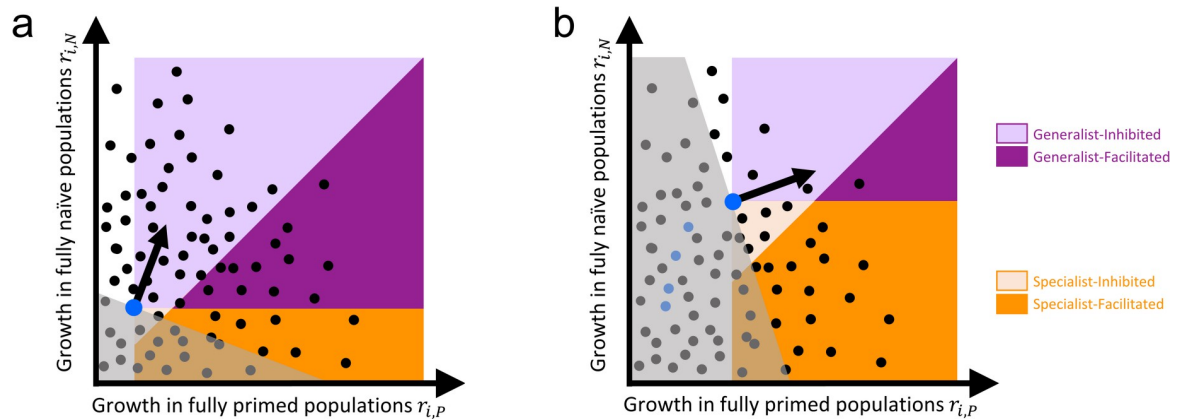 a
Growth in fully naïve populations r_{i,N}
Growth in fully primed populations r_{i,P}
b
Growth in fully naïve populations r_{i,N}
Growth in fully primed populations r_{i,P}
Generalist-Inhibited
Generalist-Facilitated
Specialist-Inhibited
Specialist-Facilitated